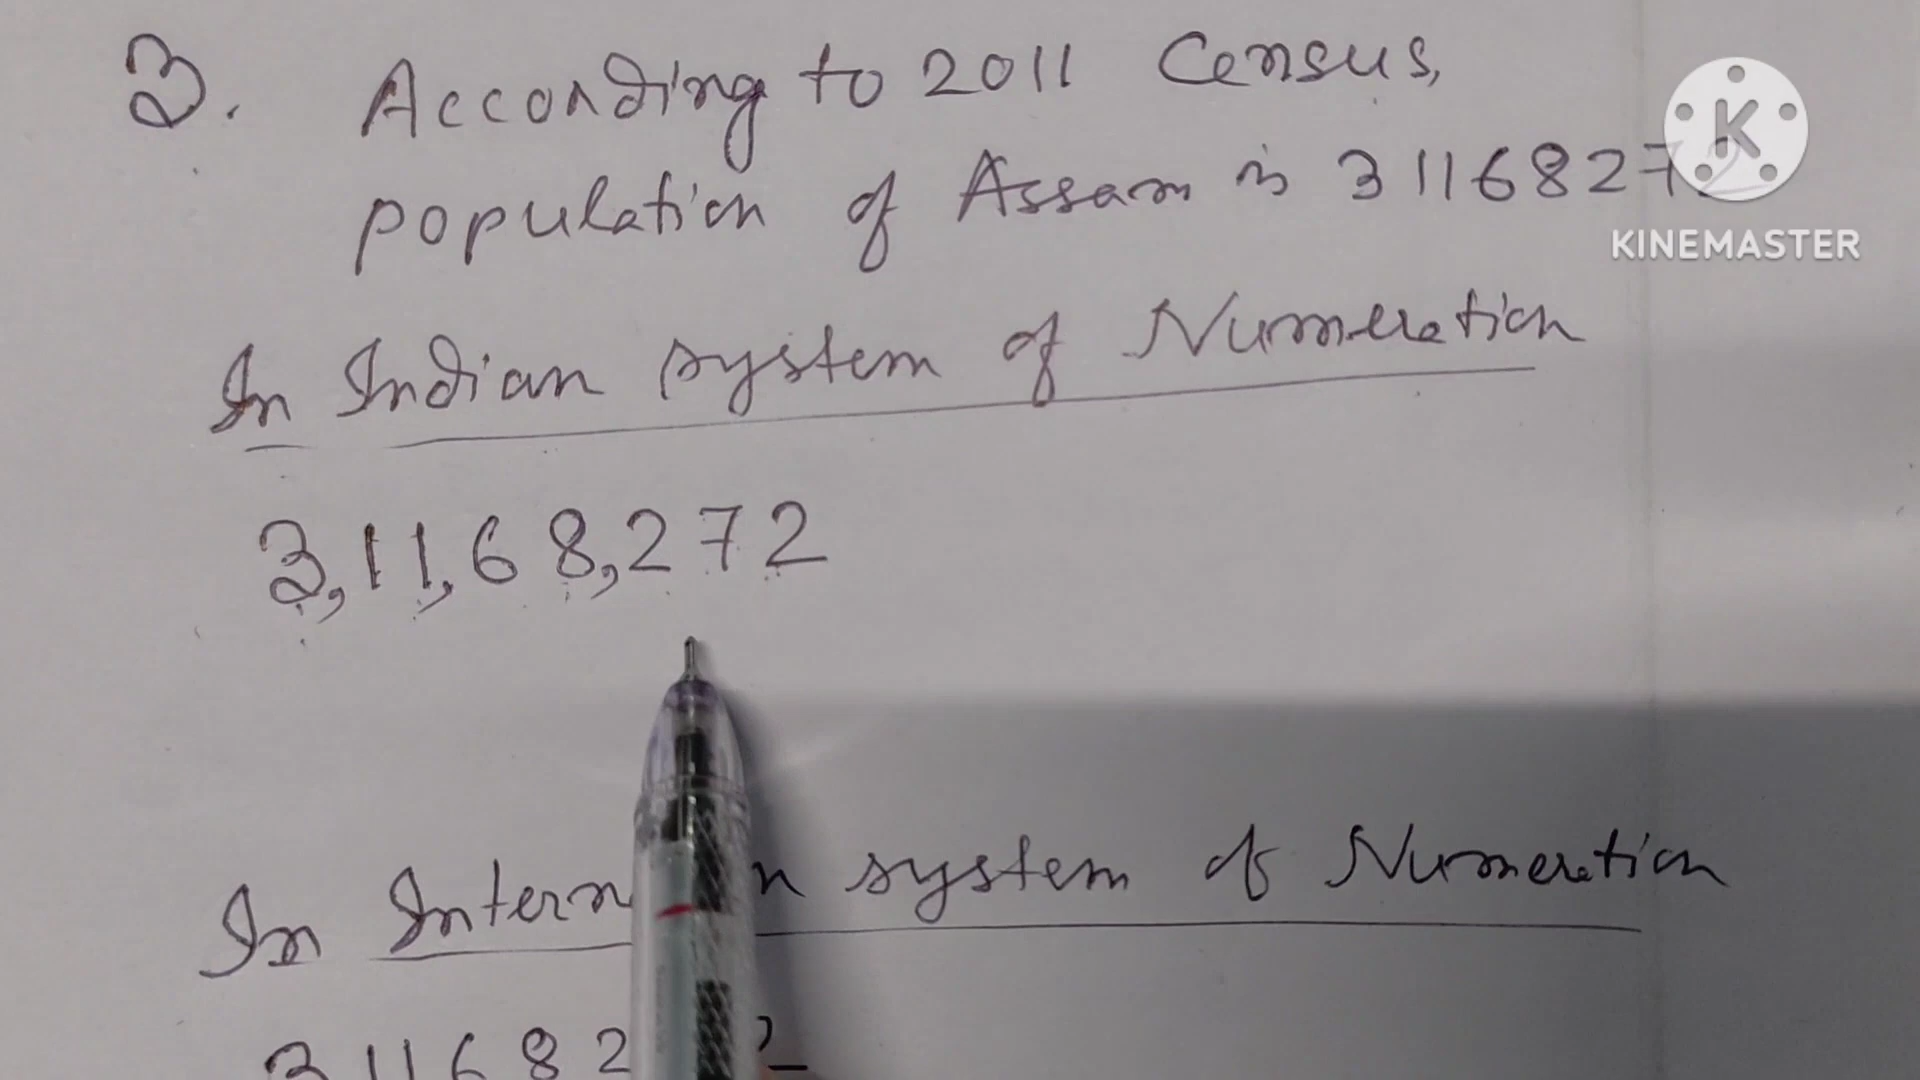 3. According to 2011 Census,
population of Assam is 3116827
KINEMASTER
In Indian system of Numeration
3,11,68,272
In system of Numeration
311682